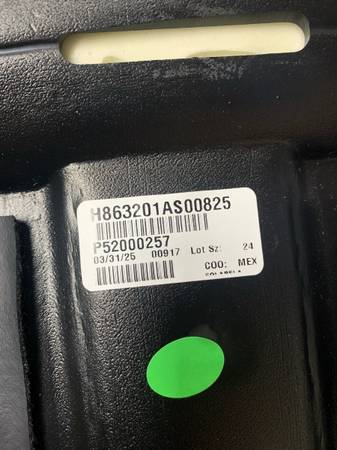 H863201AS00825
P52000257
03/31/25 00917 Lot Sz: 24
COO: MEX